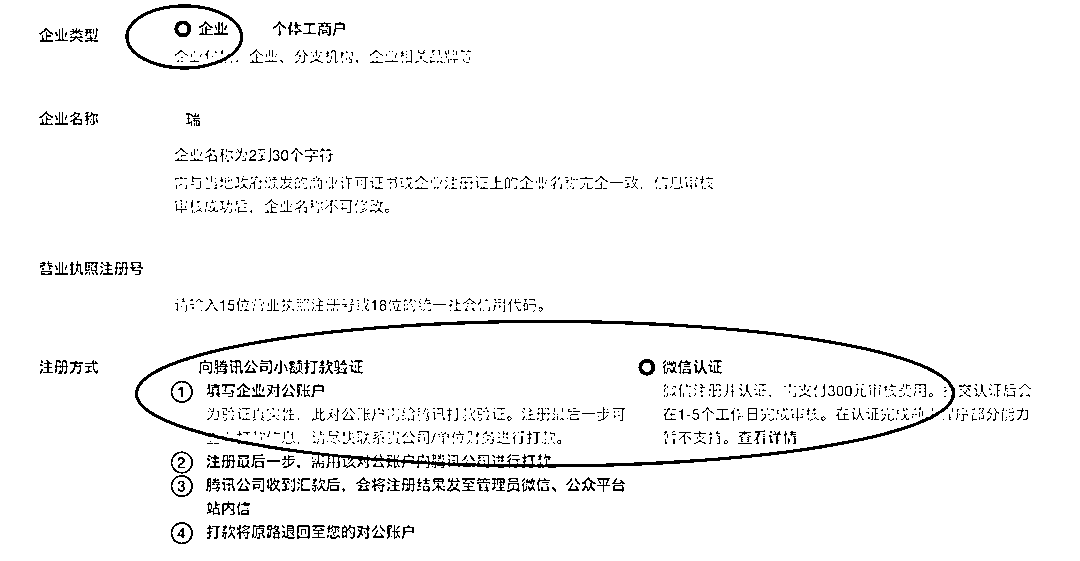 企业类型
企业 个体工商户
企业、分支机构、企业相关品牌等
企业名称 瑞
企业名称为2到30个字符
需与当地政府颁发的商业许可证书或企业注册证上的企业名称完全一致，信息审核
审核成功后，企业名称不可修改。
营业执照注册号
请输入15位营业执照注册号或18位的统一社会信用代码。
注册方式
向腾讯公司小额打款验证
① 填写企业对公账户
为验证真实性，此对公账户需给腾讯打款验证。注册最后一步可
打款信息，请尽快联系贵公司/单位财务进行打款。
② 注册最后一步，需用该对公账户向腾讯公司进行打款
③ 腾讯公司收到汇款后，会将注册结果发至管理员微信、公众平台
站内信
④ 打款将原路退回至您的对公账户
微信认证
微信注册并认证，需支付300元审核费用。提交认证后会
在1-5个工作日完成审核。在认证完成前小程序部分能力
暂不支持。查看详情